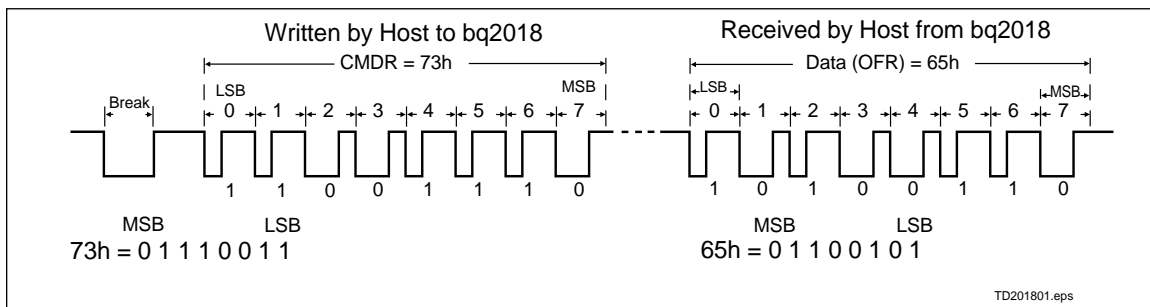 Written by Host to bq2018 Received by Host from bq2018
CMDR = 73h Data (OFR) = 65h
Break LSB MSB LSB MSB
0 1 2 3 4 5 6 7 0 1 2 3 4 5 6 7
1 1 0 0 1 1 1 0 1 0 1 0 0 1 1 0
MSB LSB MSB LSB
73h = 0 1 1 1 0 0 1 1 65h = 0 1 1 0 0 1 0 1
TD201801.eps